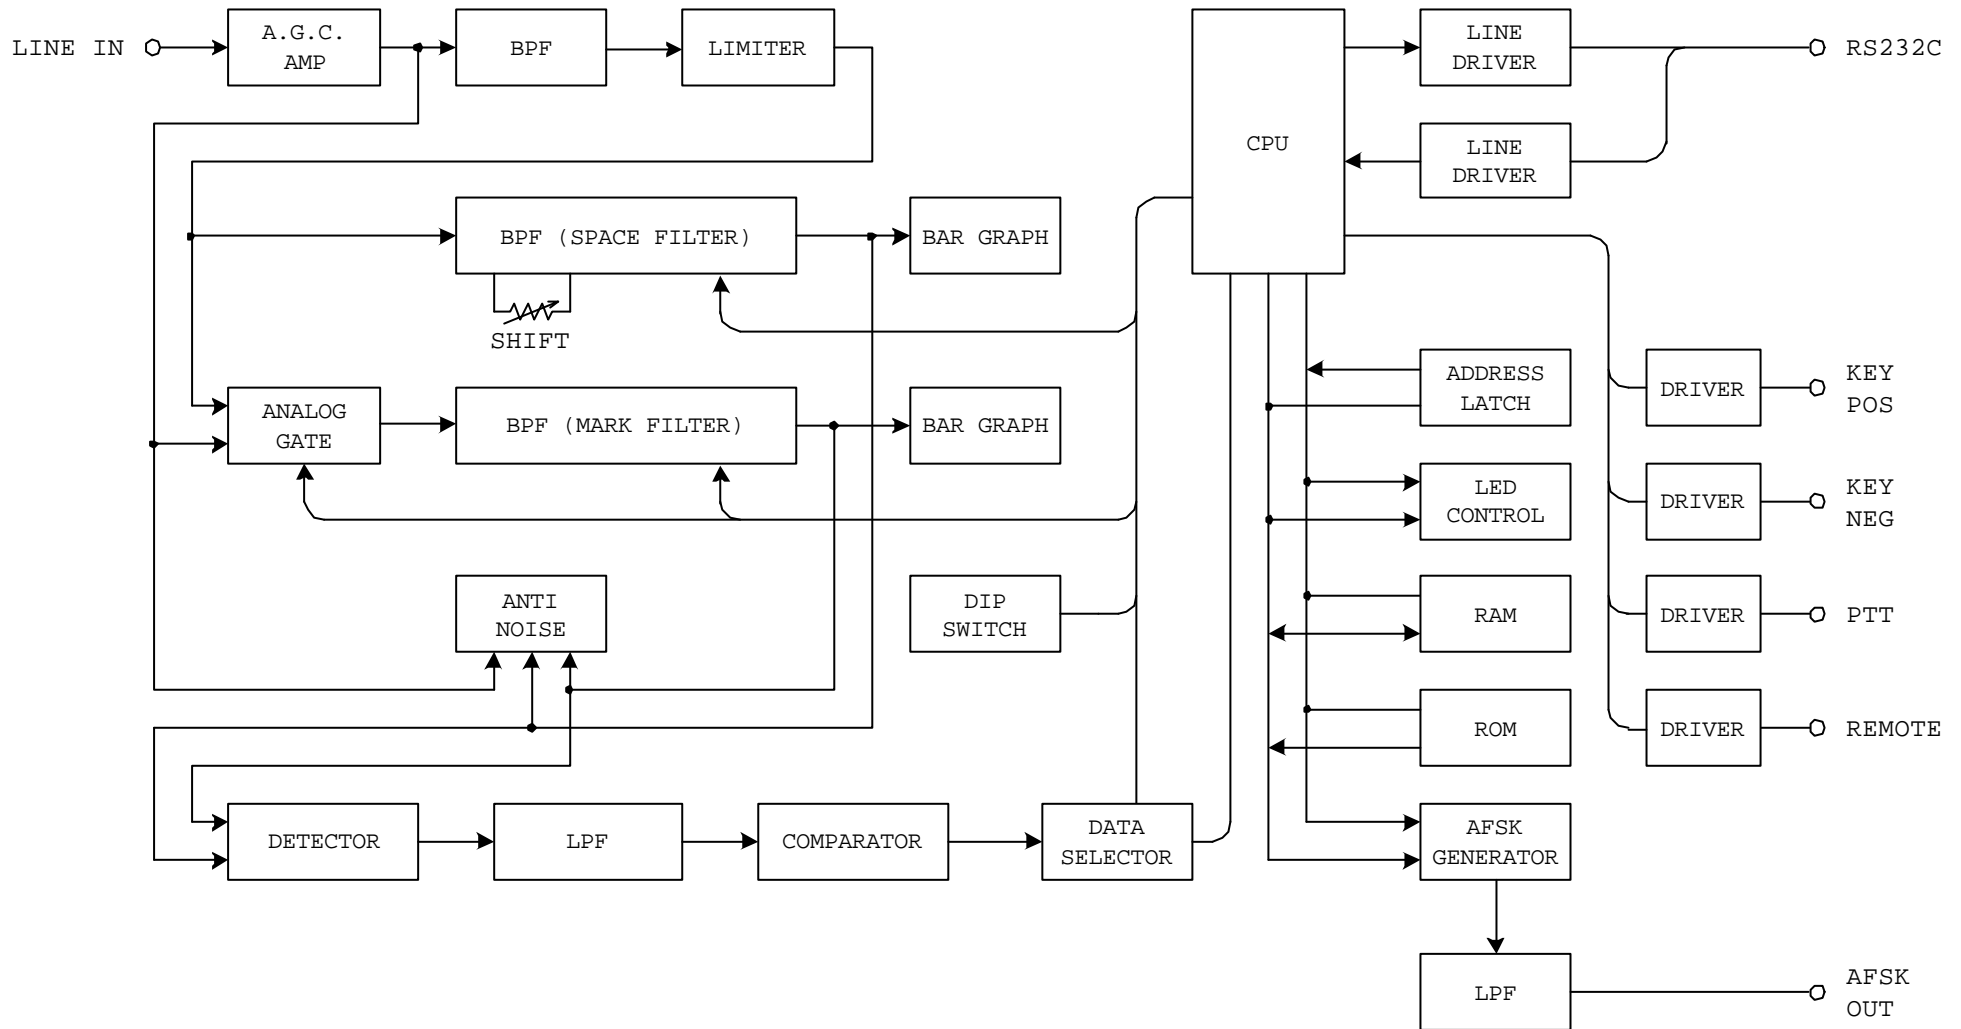 LINE IN
A.G.C.
AMP
BPF
LIMITER
CPU
LINE
DRIVER
RS232C
LINE
DRIVER
BPF (SPACE FILTER)
BAR GRAPH
SHIFT
ANALOG
GATE
BPF (MARK FILTER)
BAR GRAPH
ADDRESS
LATCH
DRIVER
KEY
POS
LED
CONTROL
DRIVER
KEY
NEG
ANTI
NOISE
DIP
SWITCH
RAM
DRIVER
PTT
ROM
DRIVER
REMOTE
DETECTOR
LPF
COMPARATOR
DATA
SELECTOR
AFSK
GENERATOR
LPF
AFSK
OUT